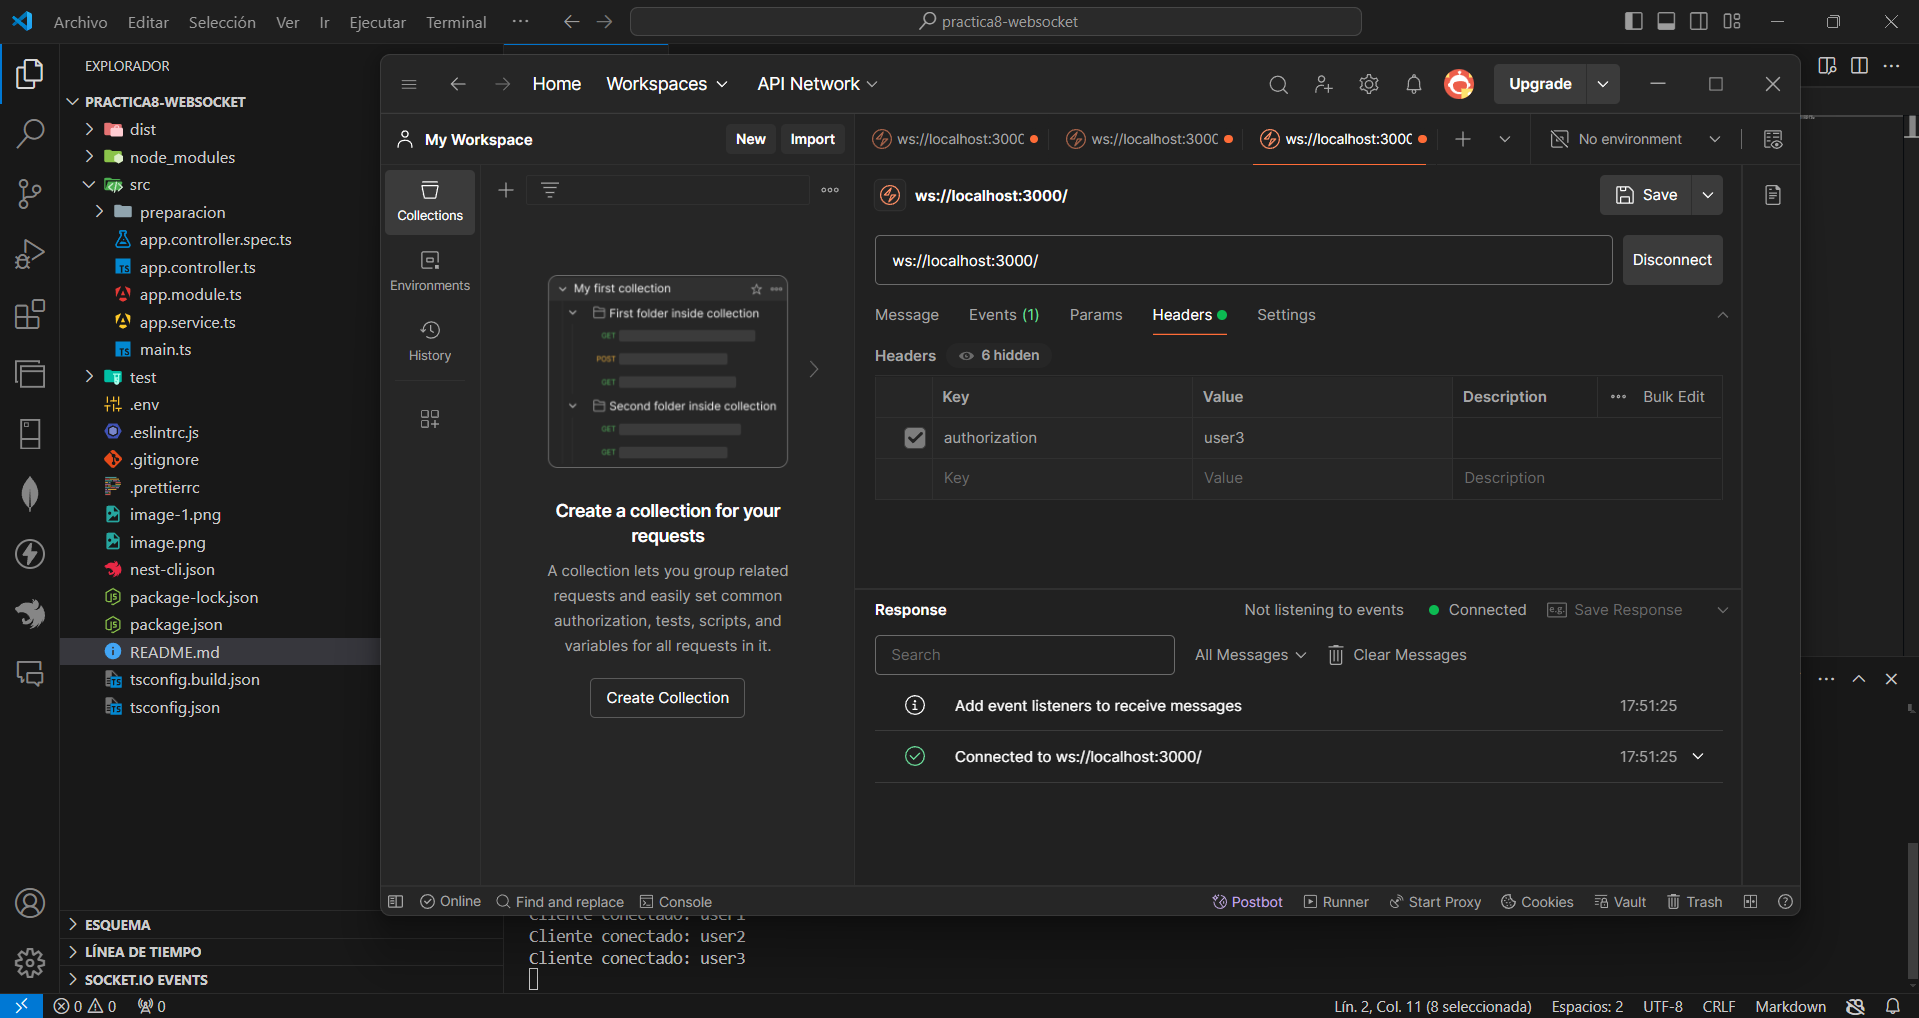 Archivo Editar Selección Ver Ir Ejecutar Terminal ··· practica8-websocket
EXPLORADOR
PRACTICA8-WEBSOCKET
dist
node_modules
src
preparacion
app.controller.spec.ts
app.controller.ts
app.module.ts
app.service.ts
main.ts
test
.env
.eslintrc.js
.gitignore
.prettierrc
image-1.png
image.png
nest-cli.json
package-lock.json
package.json
README.md
tsconfig.build.json
tsconfig.json
ESQUEMA
LÍNEA DE TIEMPO
SOCKET.IO EVENTS
Home Workspaces API Network Upgrade
My Workspace New Import
ws://localhost:300 ws://localhost:300 ws://localhost:3000 No environment
Collections
Environments
History
My first collection
First folder inside collection
GET
POST
GET
Second folder inside collection
GET
GET
Create a collection for your
requests
A collection lets you group related
requests and easily set common
authorization, tests, scripts, and
variables for all requests in it.
Create Collection
ws://localhost:3000/ Save
ws://localhost:3000/ Disconnect
Message Events (1) Params Headers Settings
Headers 6 hidden
Key Value Description ··· Bulk Edit
authorization user3
Key Value Description
Response Not listening to events Connected e.g. Save Response
Search All Messages Clear Messages
Add event listeners to receive messages 17:51:25
Connected to ws://localhost:3000/ 17:51:25
Online Find and replace Console Postbot Runner Start Proxy Cookies Vault Trash
Cliente conectado: user1
Cliente conectado: user2
Cliente conectado: user3
0 0 0 Lín. 2, Col. 11 (8 seleccionada) Espacios: 2 UTF-8 CRLF Markdown